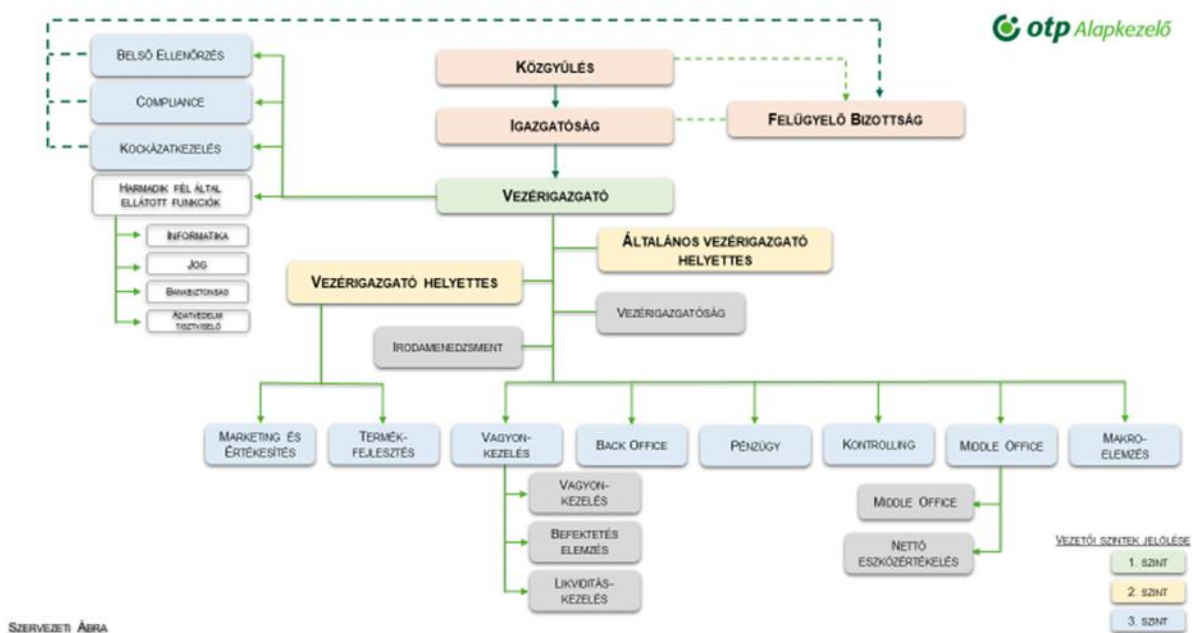 otp Alapkezelő
BELSŐ ELLENŐRZÉS
COMPLIANCE
KOCKÁZATKEZELÉS
HARMADIK FÉL ÁLTAL
ELLÁTOTT FUNKCIÓK
INFORMATIKA
JOG
BANKBIZTONSÁG
ADATVÉDELMI
TISZTVISELŐ
KÖZGYŰLÉS
IGAZGATÓSÁG
FELÜGYELŐ BIZOTTSÁG
VEZÉRIGAZGATÓ
ÁLTALÁNOS VEZÉRIGAZGATÓ
HELYETTES
VEZÉRIGAZGATÓ HELYETTES
VEZÉRIGAZGATÓSÁG
IRODAMENEDZSMENT
MARKETING ÉS
ÉRTÉKESÍTÉS
TERMÉK-
FEJLESZTÉS
VAGYON-
KEZELÉS
BACK OFFICE
PÉNZÜGY
KONTROLLING
MIDDLE OFFICE
MAKRO-
ELEMZÉS
VAGYON-
KEZELÉS
BEFEKTETÉS
ELEMZÉS
LIKVIDITÁS-
KEZELÉS
MIDDLE OFFICE
NETTÓ
ESZKÖZÉRTÉKELÉS
VEZETŐI SZINTEK JELÖLÉSE
1. SZINT
2. SZINT
3. SZINT
SZERVEZETI ÁBRA